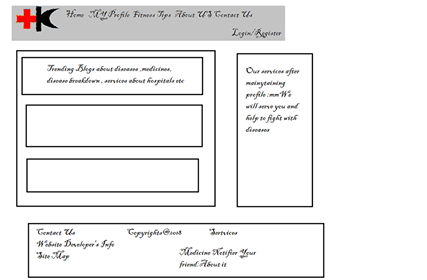 Home MY Profile Fitness Tips About US Contact Us
Login/Register
Trending Blogs about diseases ,medicines,
disease breakdown , services about hospitals etc
Our services after
mainytaining
profile :mmWe
will serve you and
help to fight with
diseases
Contact Us Copyrights@2018 Sertvices
Website Developer's Info
Site Map
Medicine Notifier Your
friend:About it